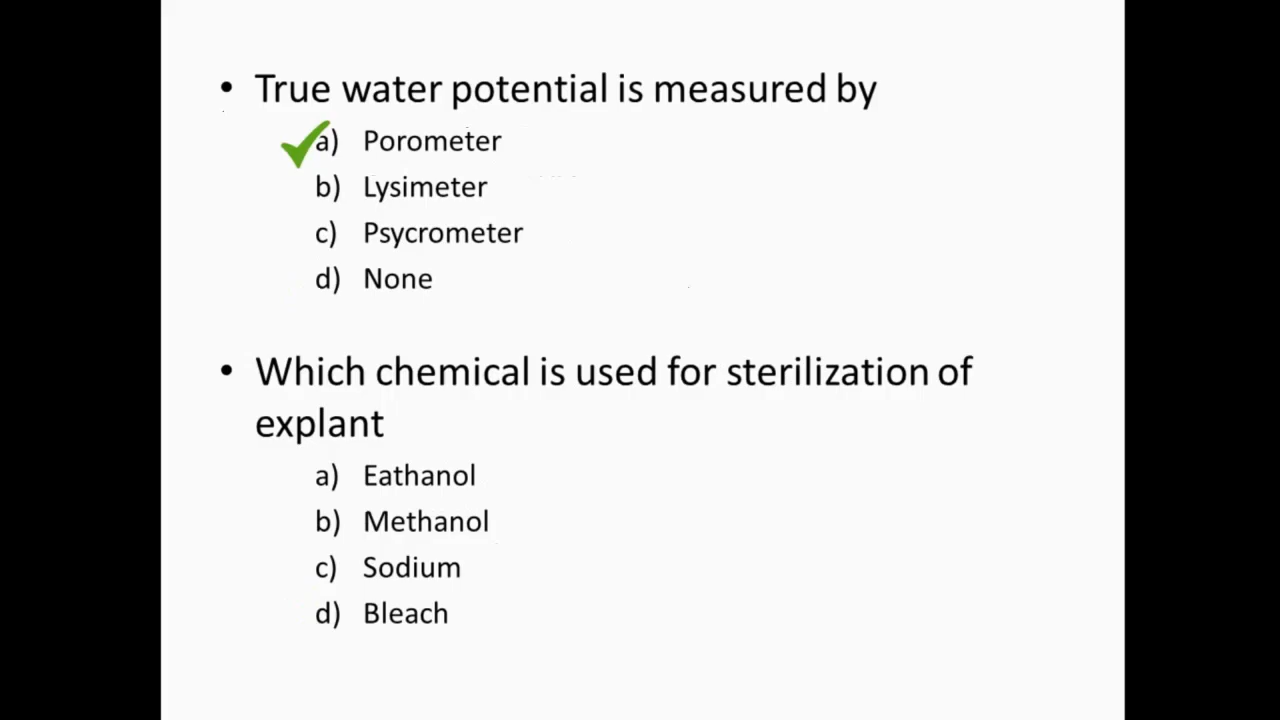 • True water potential is measured by
a) Porometer
b) Lysimeter
c) Psycrometer
d) None
• Which chemical is used for sterilization of
explant
a) Eathanol
b) Methanol
c) Sodium
d) Bleach